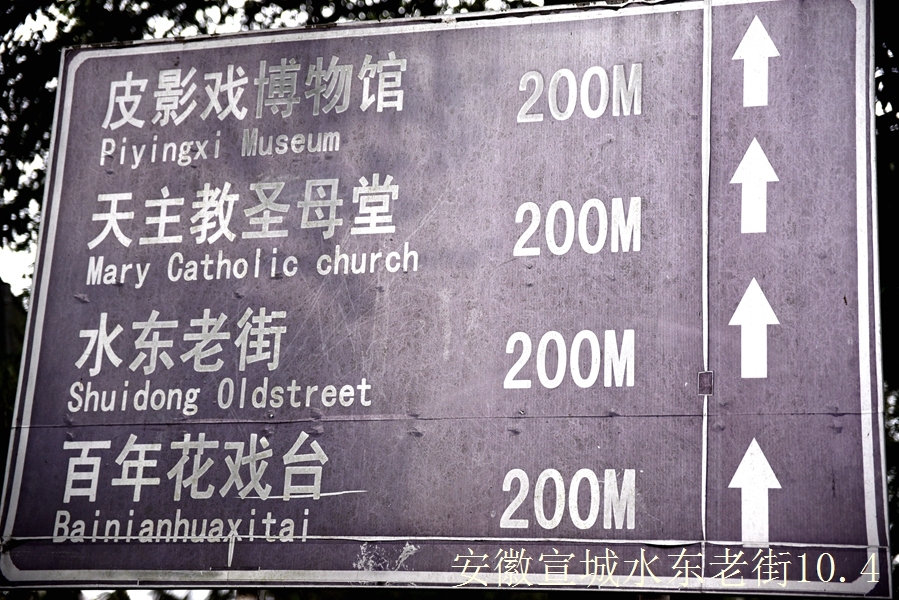 皮影戏博物馆 200M
Piyingxi Museum
天主教圣母堂 200M
Mary Catholic church
水东老街 200M
Shuidong Oldstreet
百年花戏台 200M
Bainianhuaxitai
安徽宣城水东老街10.4